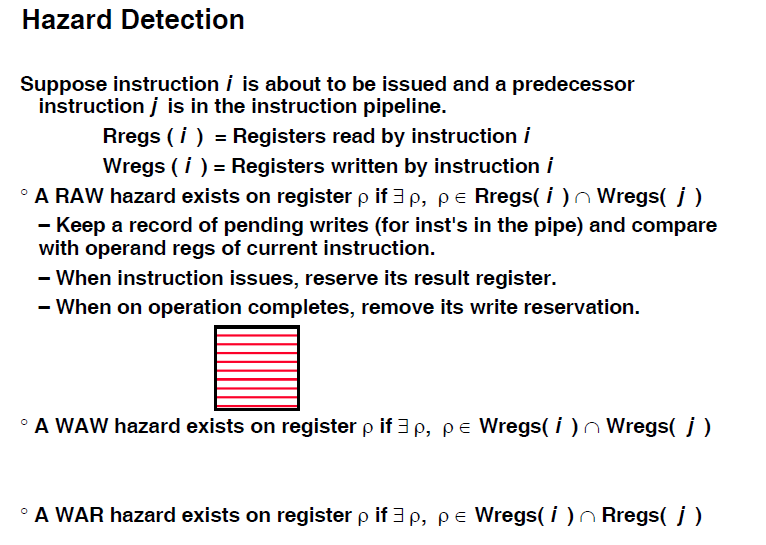 Hazard Detection
Suppose instruction i is about to be issued and a predecessor
instruction j is in the instruction pipeline.
Rregs ( i ) = Registers read by instruction i
Wregs ( i ) = Registers written by instruction i
° A RAW hazard exists on register ρ if ∃ ρ, ρ ∈ Rregs( i ) ∩ Wregs( j )
– Keep a record of pending writes (for inst's in the pipe) and compare
with operand regs of current instruction.
– When instruction issues, reserve its result register.
– When on operation completes, remove its write reservation.
° A WAW hazard exists on register ρ if ∃ ρ, ρ ∈ Wregs( i ) ∩ Wregs( j )
° A WAR hazard exists on register ρ if ∃ ρ, ρ ∈ Wregs( i ) ∩ Rregs( j )